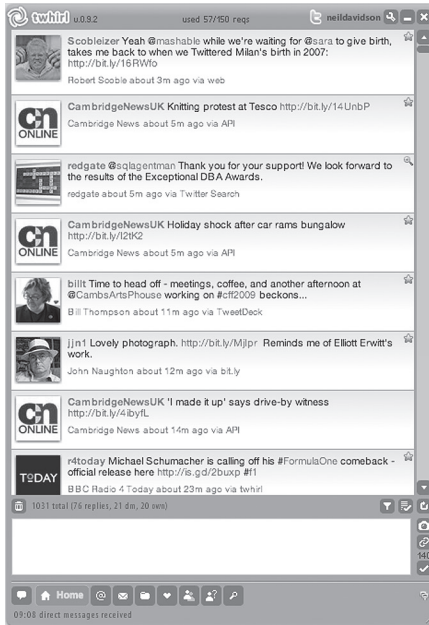 twhirl v.0.9.2 used 57/150 reqs neildavidson
Scobleizer Yeah @mashable while we're waiting for @sara to give birth,
takes me back to when we Twittered Milan's birth in 2007:
http://bit.ly/16RWfo
Robert Scoble about 3m ago via web
CambridgeNewsUK Knitting protest at Tesco http://bit.ly/14UnbP
Cambridge News about 5m ago via API
cn
ONLINE
redgate @sqlagentman Thank you for your support! We look forward to
the results of the Exceptional DBA Awards.
redgate about 5m ago via Twitter Search
CambridgeNewsUK Holiday shock after car rams bungalow
http://bit.ly/I2tK2
Cambridge News about 5m ago via API
cn
ONLINE
billt Time to head off - meetings, coffee, and another afternoon at
@CambsArtsPhouse working on #cff2009 beckons...
Bill Thompson about 11m ago via TweetDeck
jjn1 Lovely photograph. http://bit.ly/Mjlpr Reminds me of Elliott Erwitt's
work.
John Naughton about 12m ago via bit.ly
CambridgeNewsUK 'I made it up' says drive-by witness
http://bit.ly/4ibyfL
Cambridge News about 14m ago via API
cn
ONLINE
r4today Michael Schumacher is calling off his #FormulaOne comeback -
official release here http://is.gd/2buxp #f1
BBC Radio 4 Today about 23m ago via twhirl
TODAY
1031 total (76 replies, 21 dm, 20 own)
140
Home
09:08 direct messages received